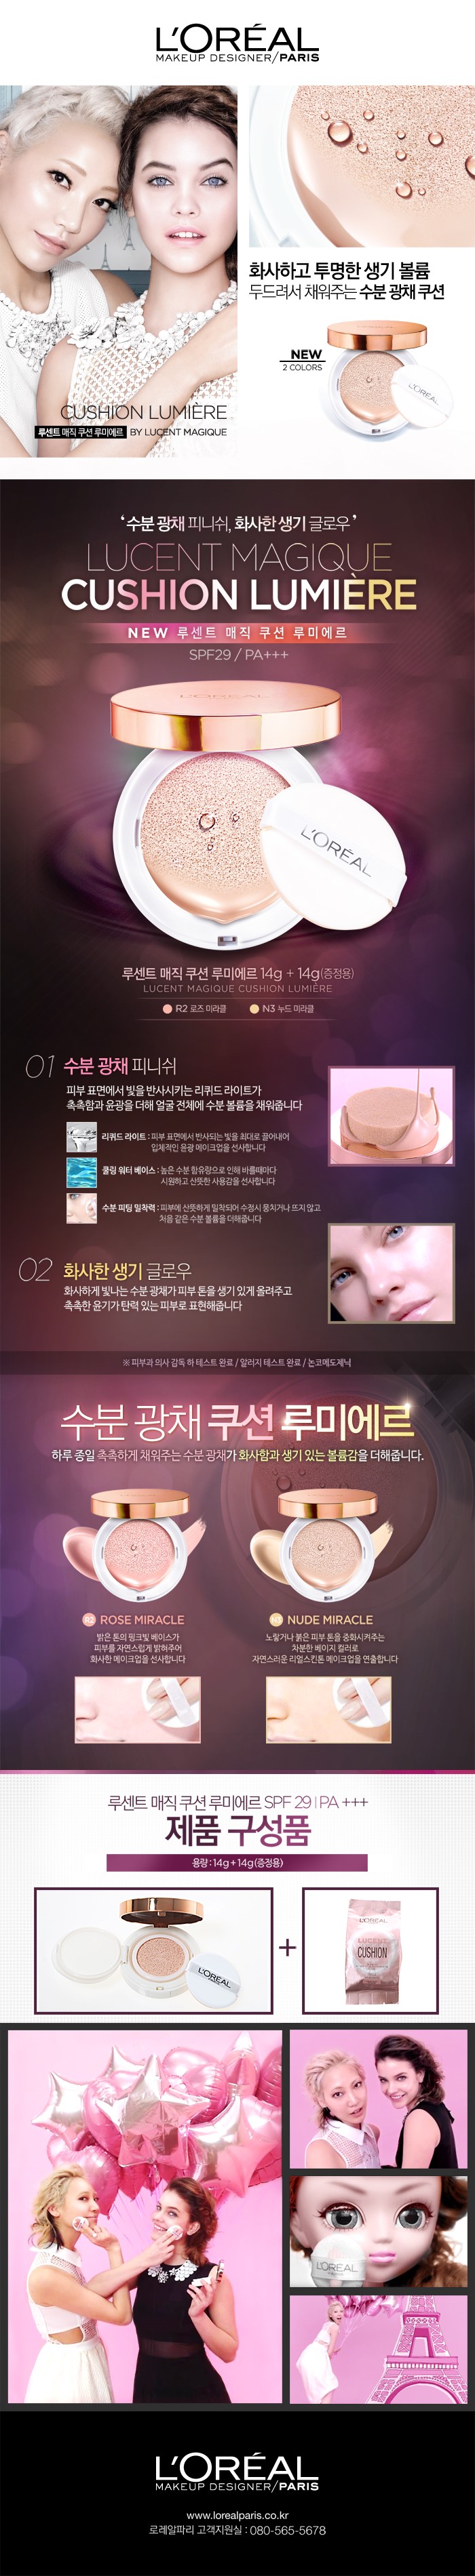 L'ORÉAL
MAKEUP DESIGNER/PARIS
화사하고 투명한 생기 볼륨
두드려서 채워주는 수분 광채 쿠션
NEW
2 COLORS
L'ORÉAL
CUSHION LUMIÈRE
루센트 매직 쿠션 루미에르 BY LUCENT MAGIQUE
‘수분 광채 피니쉬, 화사한 생기 글로우’
LUCENT MAGIQUE
CUSHION LUMIÈRE
NEW 루센트 매직 쿠션 루미에르
SPF29 / PA+++
L'ORÉAL
L'ORÉAL
루센트 매직 쿠션 루미에르 14g + 14g(증정용)
LUCENT MAGIQUE CUSHION LUMIÈRE
R2 로즈 미라클 N3 누드 미라클
01 수분 광채 피니쉬
피부 표면에서 빛을 반사시키는 리퀴드 라이트가
촉촉함과 윤광을 더해 얼굴 전체에 수분 볼륨을 채워줍니다
리퀴드 라이트 : 피부 표면에서 반사되는 빛을 최대로 끌어내어
입체적인 윤광 메이크업을 선사합니다
쿨링 워터 베이스 : 높은 수분 함유량으로 인해 바를때마다
시원하고 산뜻한 사용감을 선사합니다
수분 피팅 밀착력 : 피부에 산뜻하게 밀착되어 수정시 뭉치거나 뜨지 않고
처음 같은 수분 볼륨을 더해줍니다
02 화사한 생기 글로우
화사하게 빛나는 수분 광채가 피부 톤을 생기 있게 올려주고
촉촉한 윤기가 탄력 있는 피부로 표현해줍니다
※ 피부과 의사 감독 하 테스트 완료 / 알러지 테스트 완료 / 논코메도제닉
수분 광채 쿠션 루미에르
하루 종일 촉촉하게 채워주는 수분 광채가 화사함과 생기 있는 볼륨감을 더해줍니다.
R2 ROSE MIRACLE
밝은 톤의 핑크빛 베이스가
피부를 자연스럽게 밝혀주어
화사한 메이크업을 선사합니다
N3 NUDE MIRACLE
노랗거나 붉은 피부 톤을 중화시켜주는
차분한 베이지 컬러로
자연스러운 리얼스킨톤 메이크업을 연출합니다
루센트 매직 쿠션 루미에르 SPF 29 | PA +++
제품 구성품
용량 : 14g + 14g(증정용)
L'ORÉAL
+
L'ORÉAL
LUCENT
CUSHION
L'ORÉAL
L'ORÉAL
MAKEUP DESIGNER/PARIS
www.lorealparis.co.kr
로레알파리 고객지원실 : 080-565-5678